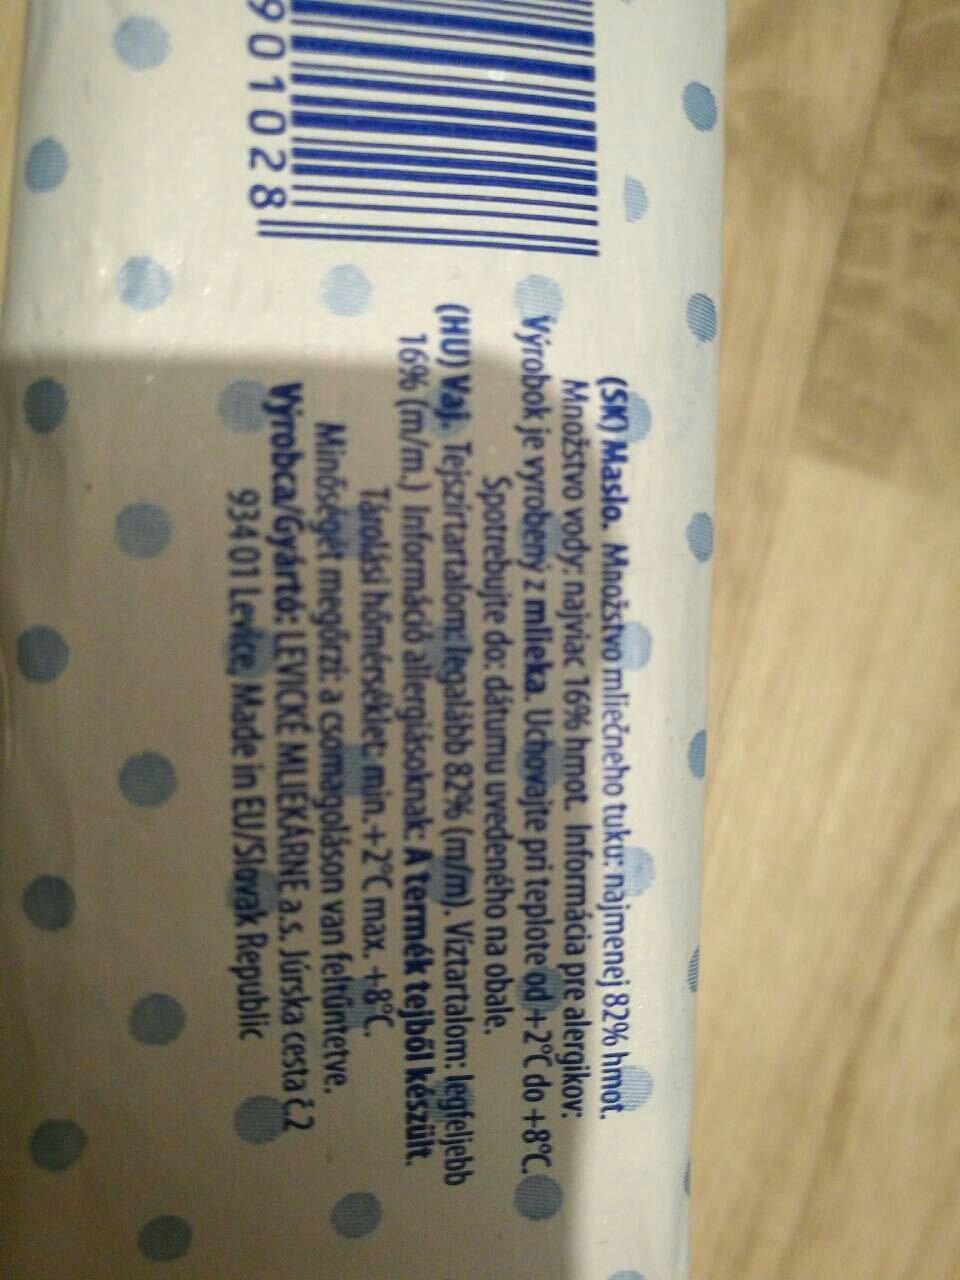 901028
(SK) Maslo. Množstvo mliečneho tuku: najmenej 82% hmot.
Množstvo vody: najviac 16% hmot. Informácia pre alergikov:
Výrobok je vyrobený z mlieka. Uchovajte pri teplote od +2°C do +8°C.
Spotrebujte do: dátumu uvedeného na obale.
(HU) Vaj. Tejszírtartalom: legalább 82% (m/m). Víztartalom: legfeljebb
16% (m/m.) Információ allergiásoknak: A termék tejből készült.
Tárolási hőmérséklet: min. +2°C max. +8°C.
Minőségét megőrzi: a csomagoláson van feltűntetve.
Výrobca/Gyártó: LEVICKÉ MLIEKÁRNE a.s. Júrska cesta č.2
934 01 Levice, Made in EU/Slovak Republic